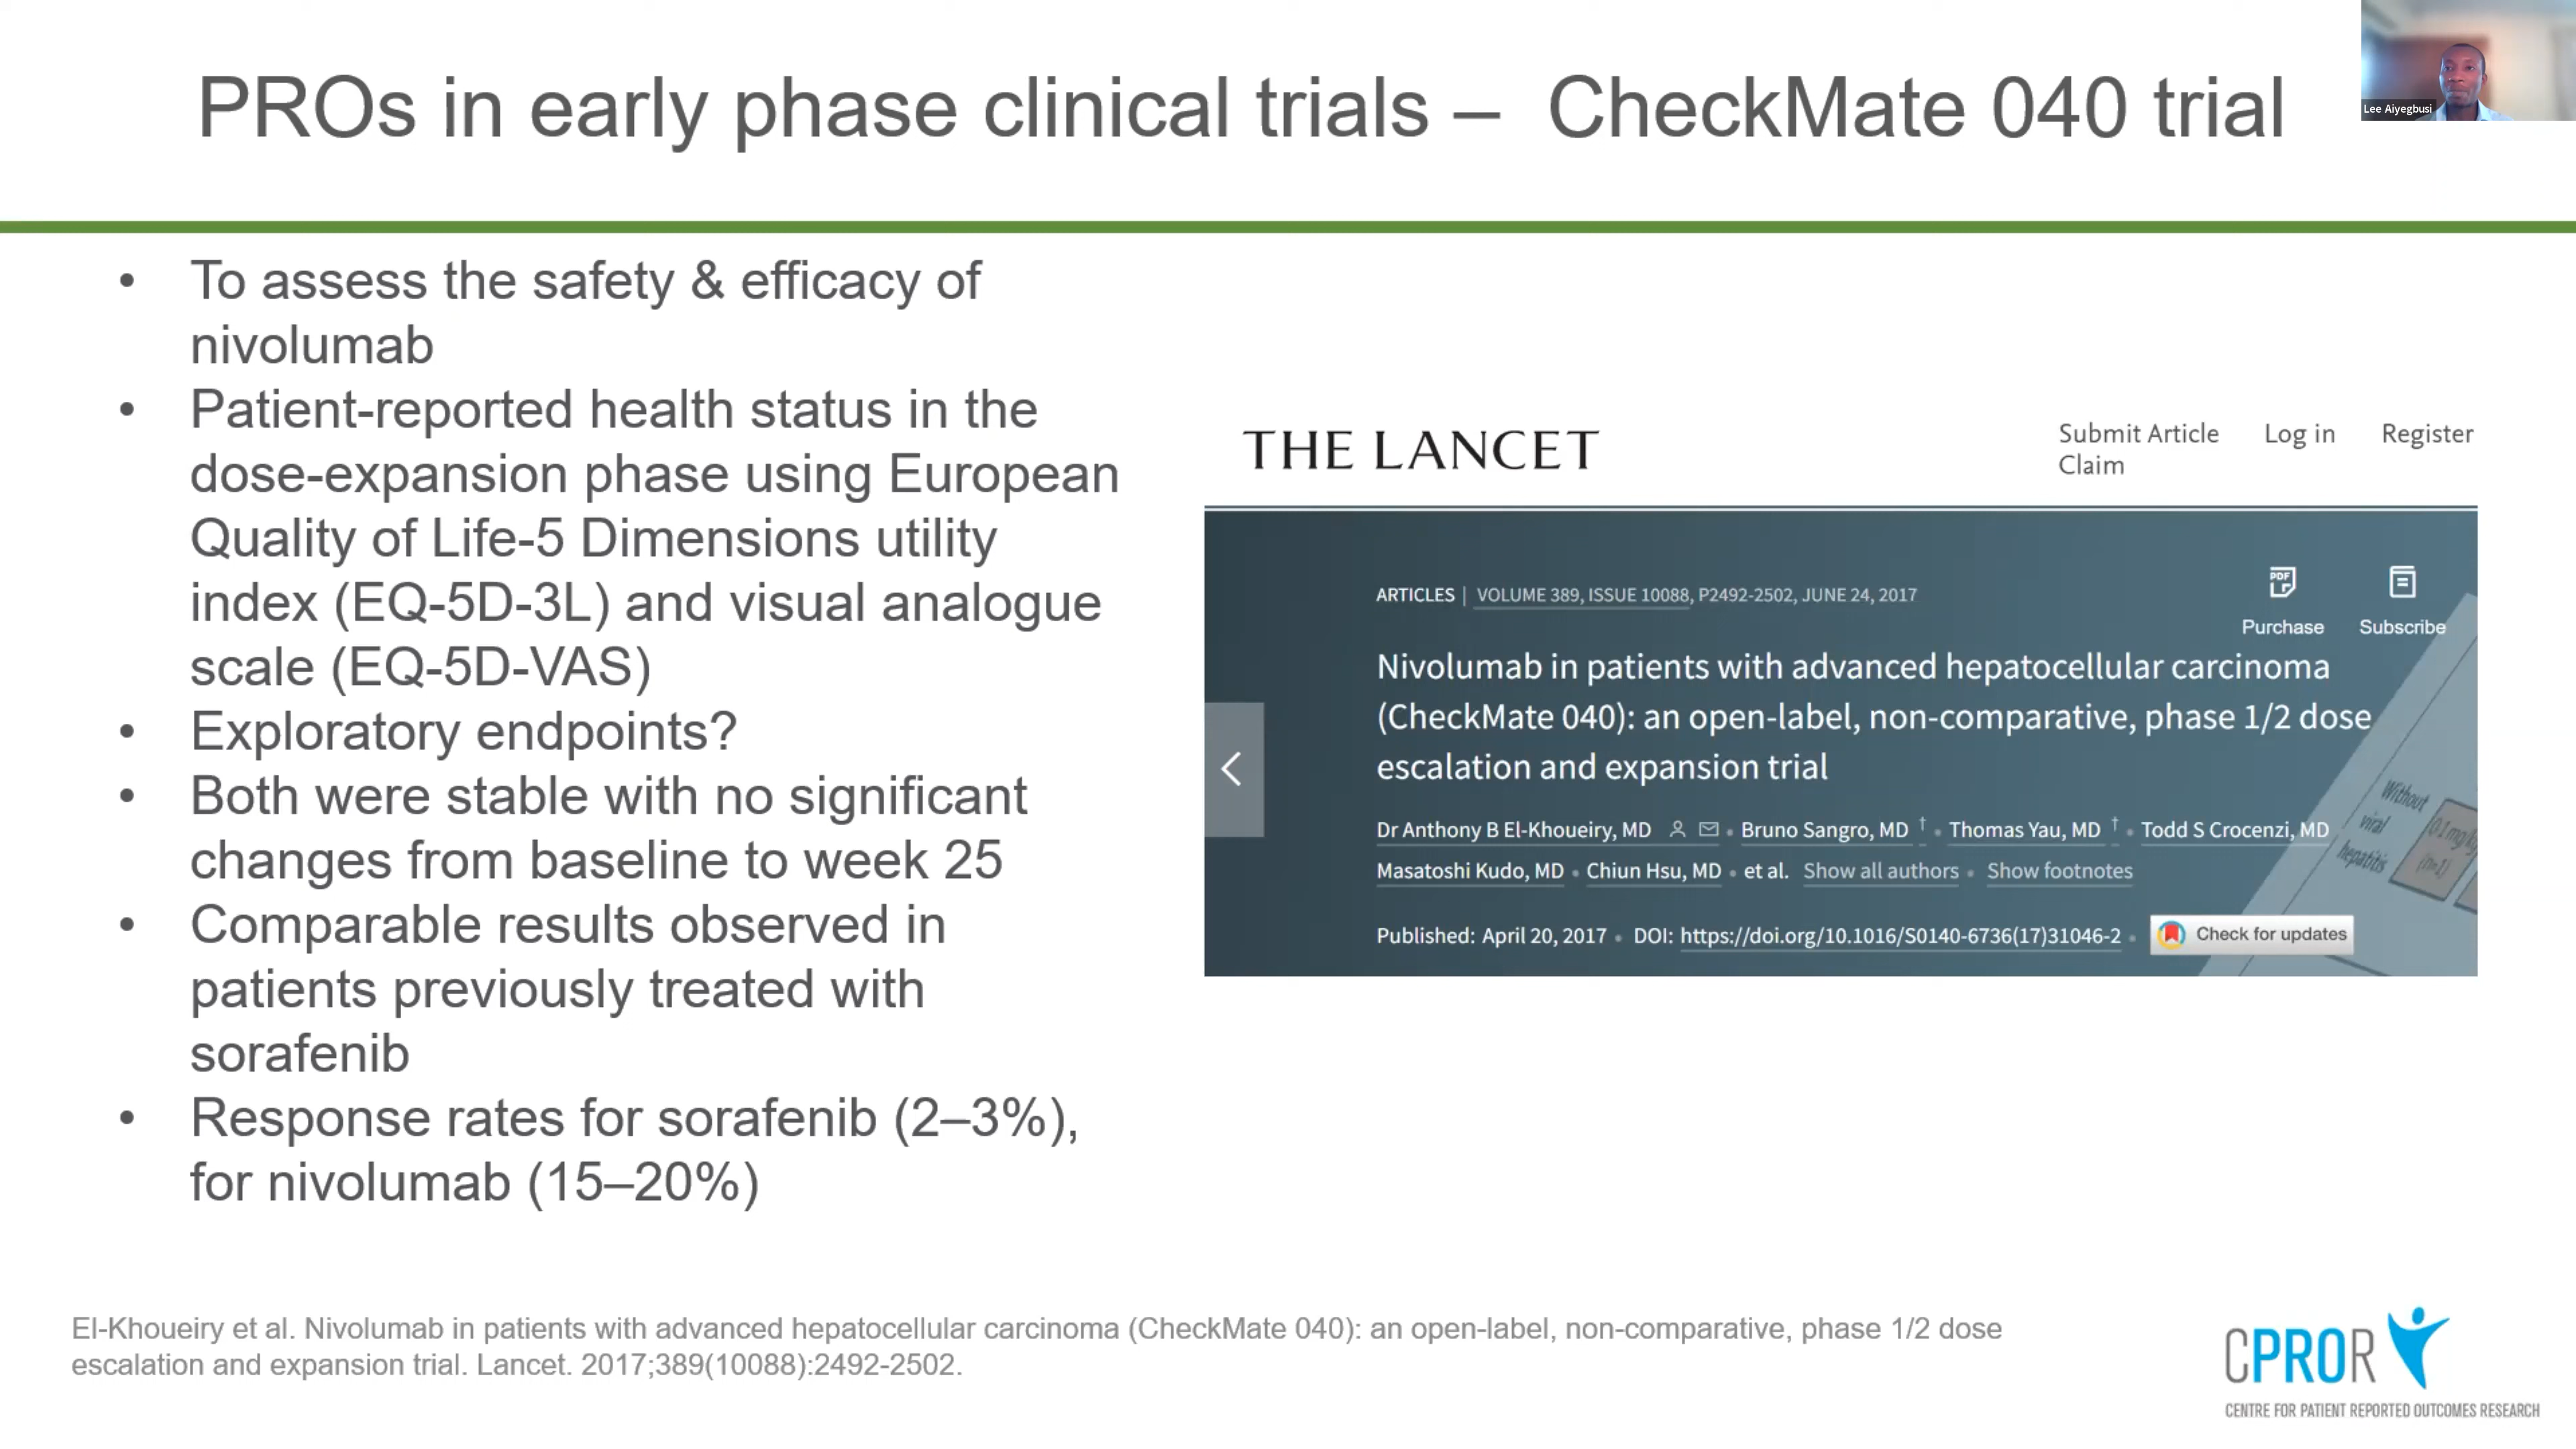 PROs in early phase clinical trials – CheckMate 040 trial
Lee Aiyegbusi
• To assess the safety & efficacy of
nivolumab
• Patient-reported health status in the
dose-expansion phase using European
Quality of Life-5 Dimensions utility
index (EQ-5D-3L) and visual analogue
scale (EQ-5D-VAS)
• Exploratory endpoints?
• Both were stable with no significant
changes from baseline to week 25
• Comparable results observed in
patients previously treated with
sorafenib
• Response rates for sorafenib (2–3%),
for nivolumab (15–20%)
THE LANCET
Submit Article Log in Register
Claim
ARTICLES | VOLUME 389, ISSUE 10088, P2492-2502, JUNE 24, 2017
PDF
Purchase Subscribe
Nivolumab in patients with advanced hepatocellular carcinoma
(CheckMate 040): an open-label, non-comparative, phase 1/2 dose
escalation and expansion trial
Dr Anthony B El-Khoueiry, MD • Bruno Sangro, MD † • Thomas Yau, MD † • Todd S Crocenzi, MD
Masatoshi Kudo, MD • Chiun Hsu, MD • et al. Show all authors • Show footnotes
Published: April 20, 2017 • DOI: https://doi.org/10.1016/S0140-6736(17)31046-2 •
Check for updates
Without
viral
hepatitis
(n=1)
El-Khoueiry et al. Nivolumab in patients with advanced hepatocellular carcinoma (CheckMate 040): an open-label, non-comparative, phase 1/2 dose
escalation and expansion trial. Lancet. 2017;389(10088):2492-2502.
CPROR
CENTRE FOR PATIENT REPORTED OUTCOMES RESEARCH